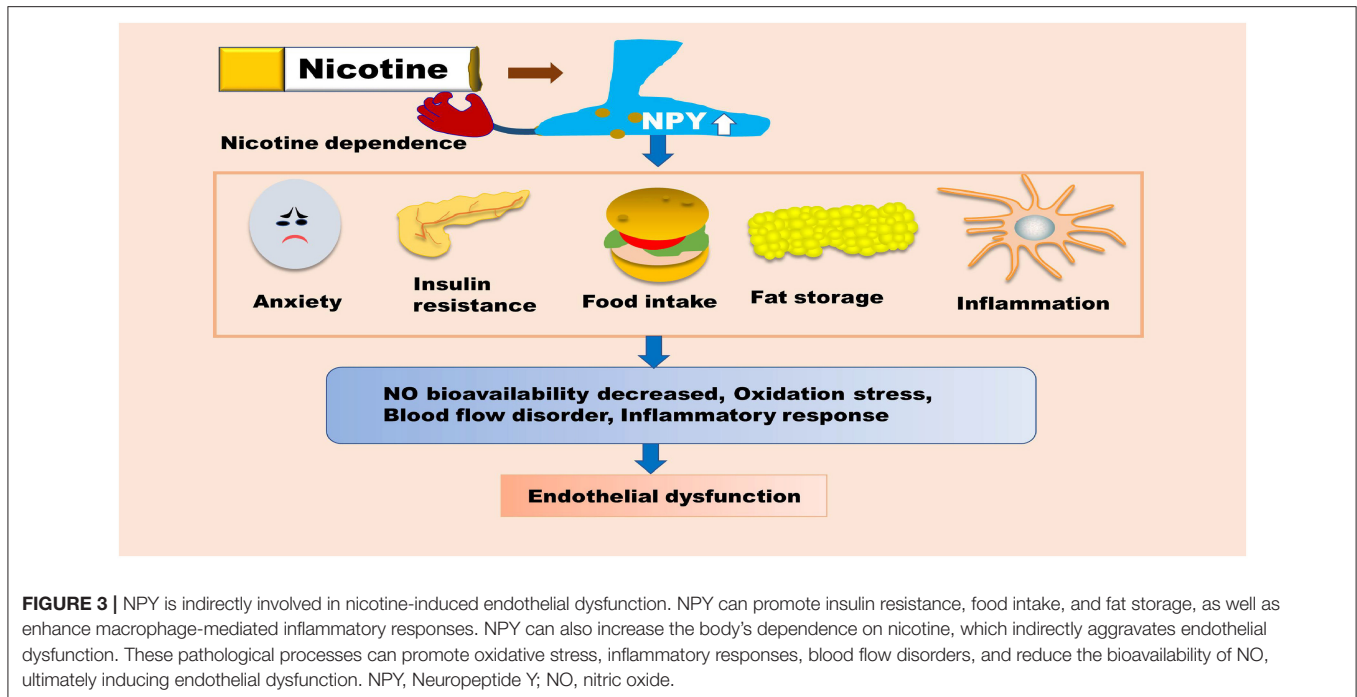 Nicotine
NPY
Nicotine dependence
Anxiety
Insulin
resistance
Food intake
Fat storage
Inflammation
NO bioavailability decreased, Oxidation stress,
Blood flow disorder, Inflammatory response
Endothelial dysfunction
FIGURE 3 | NPY is indirectly involved in nicotine-induced endothelial dysfunction. NPY can promote insulin resistance, food intake, and fat storage, as well as
enhance macrophage-mediated inflammatory responses. NPY can also increase the body's dependence on nicotine, which indirectly aggravates endothelial
dysfunction. These pathological processes can promote oxidative stress, inflammatory responses, blood flow disorders, and reduce the bioavailability of NO,
ultimately inducing endothelial dysfunction. NPY, Neuropeptide Y; NO, nitric oxide.